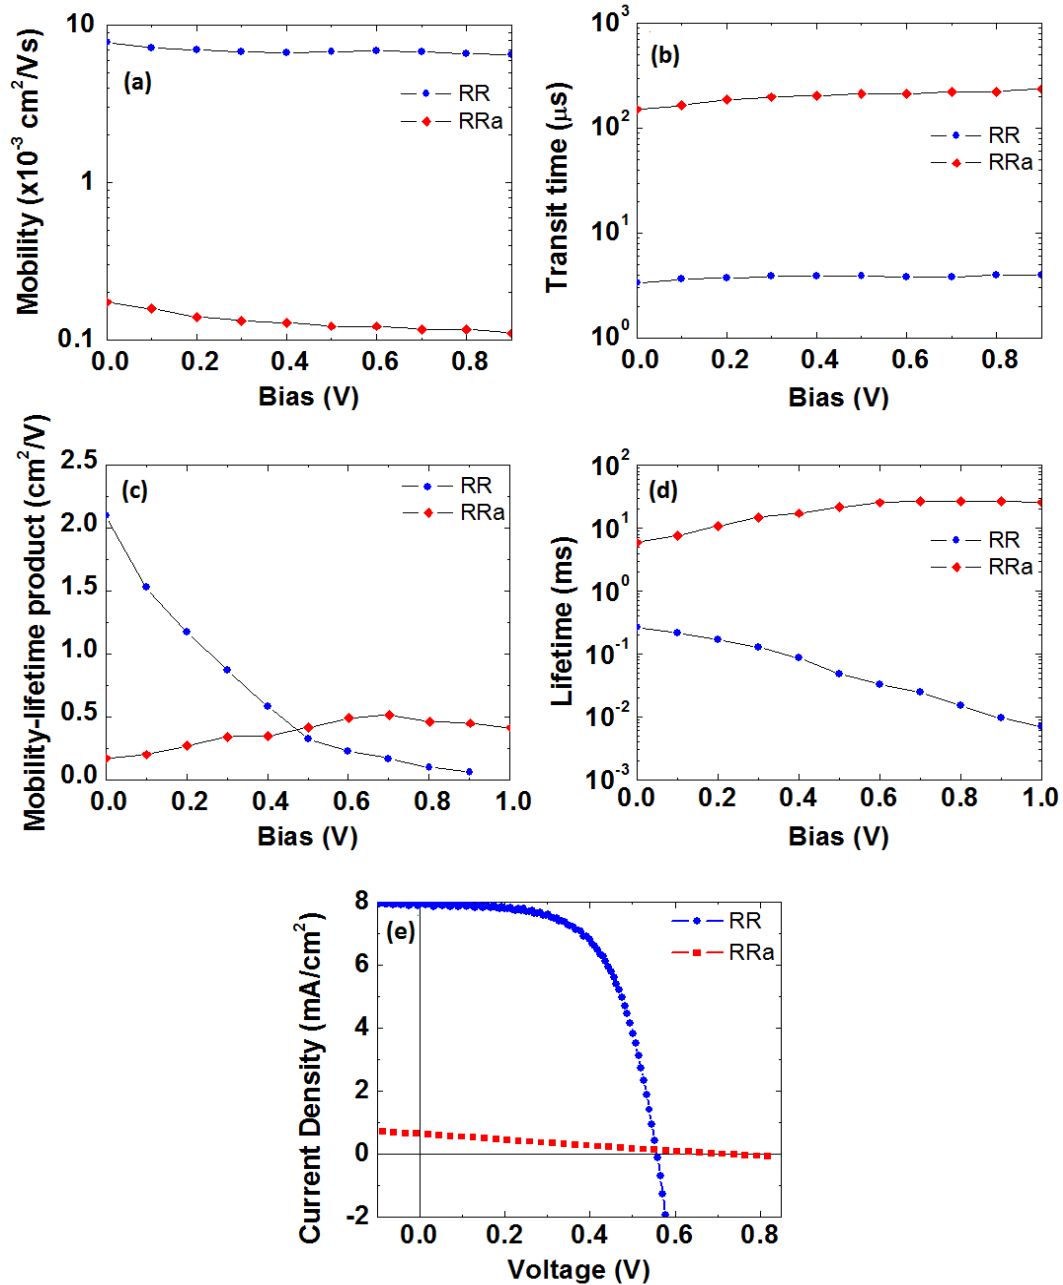 10
1
0.1
Mobility (x10⁻³ cm²/Vs)
(a)
RR
RRa
0.0 0.2 0.4 0.6 0.8
Bias (V)
10³
10²
10¹
10⁰
Transit time (μs)
(b)
RR
RRa
0.0 0.2 0.4 0.6 0.8
Bias (V)
2.5
2.0
1.5
1.0
0.5
0.0
Mobility-lifetime product (cm²/V)
(c)
RR
RRa
0.0 0.2 0.4 0.6 0.8 1.0
Bias (V)
10²
10¹
10⁰
10⁻¹
10⁻²
10⁻³
Lifetime (ms)
(d)
RR
RRa
0.0 0.2 0.4 0.6 0.8 1.0
Bias (V)
8
6
4
2
0
-2
Current Density (mA/cm²)
(e)
RR
RRa
0.0 0.2 0.4 0.6 0.8
Voltage (V)